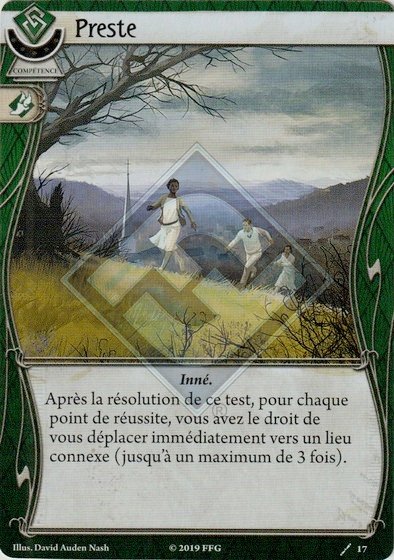 Preste
COMPÉTENCE
Inné.
Après la résolution de ce test, pour chaque
point de réussite, vous avez le droit de
vous déplacer immédiatement vers un lieu
connexe (jusqu'à un maximum de 3 fois).
®
Illus. David Auden Nash
© 2019 FFG
17